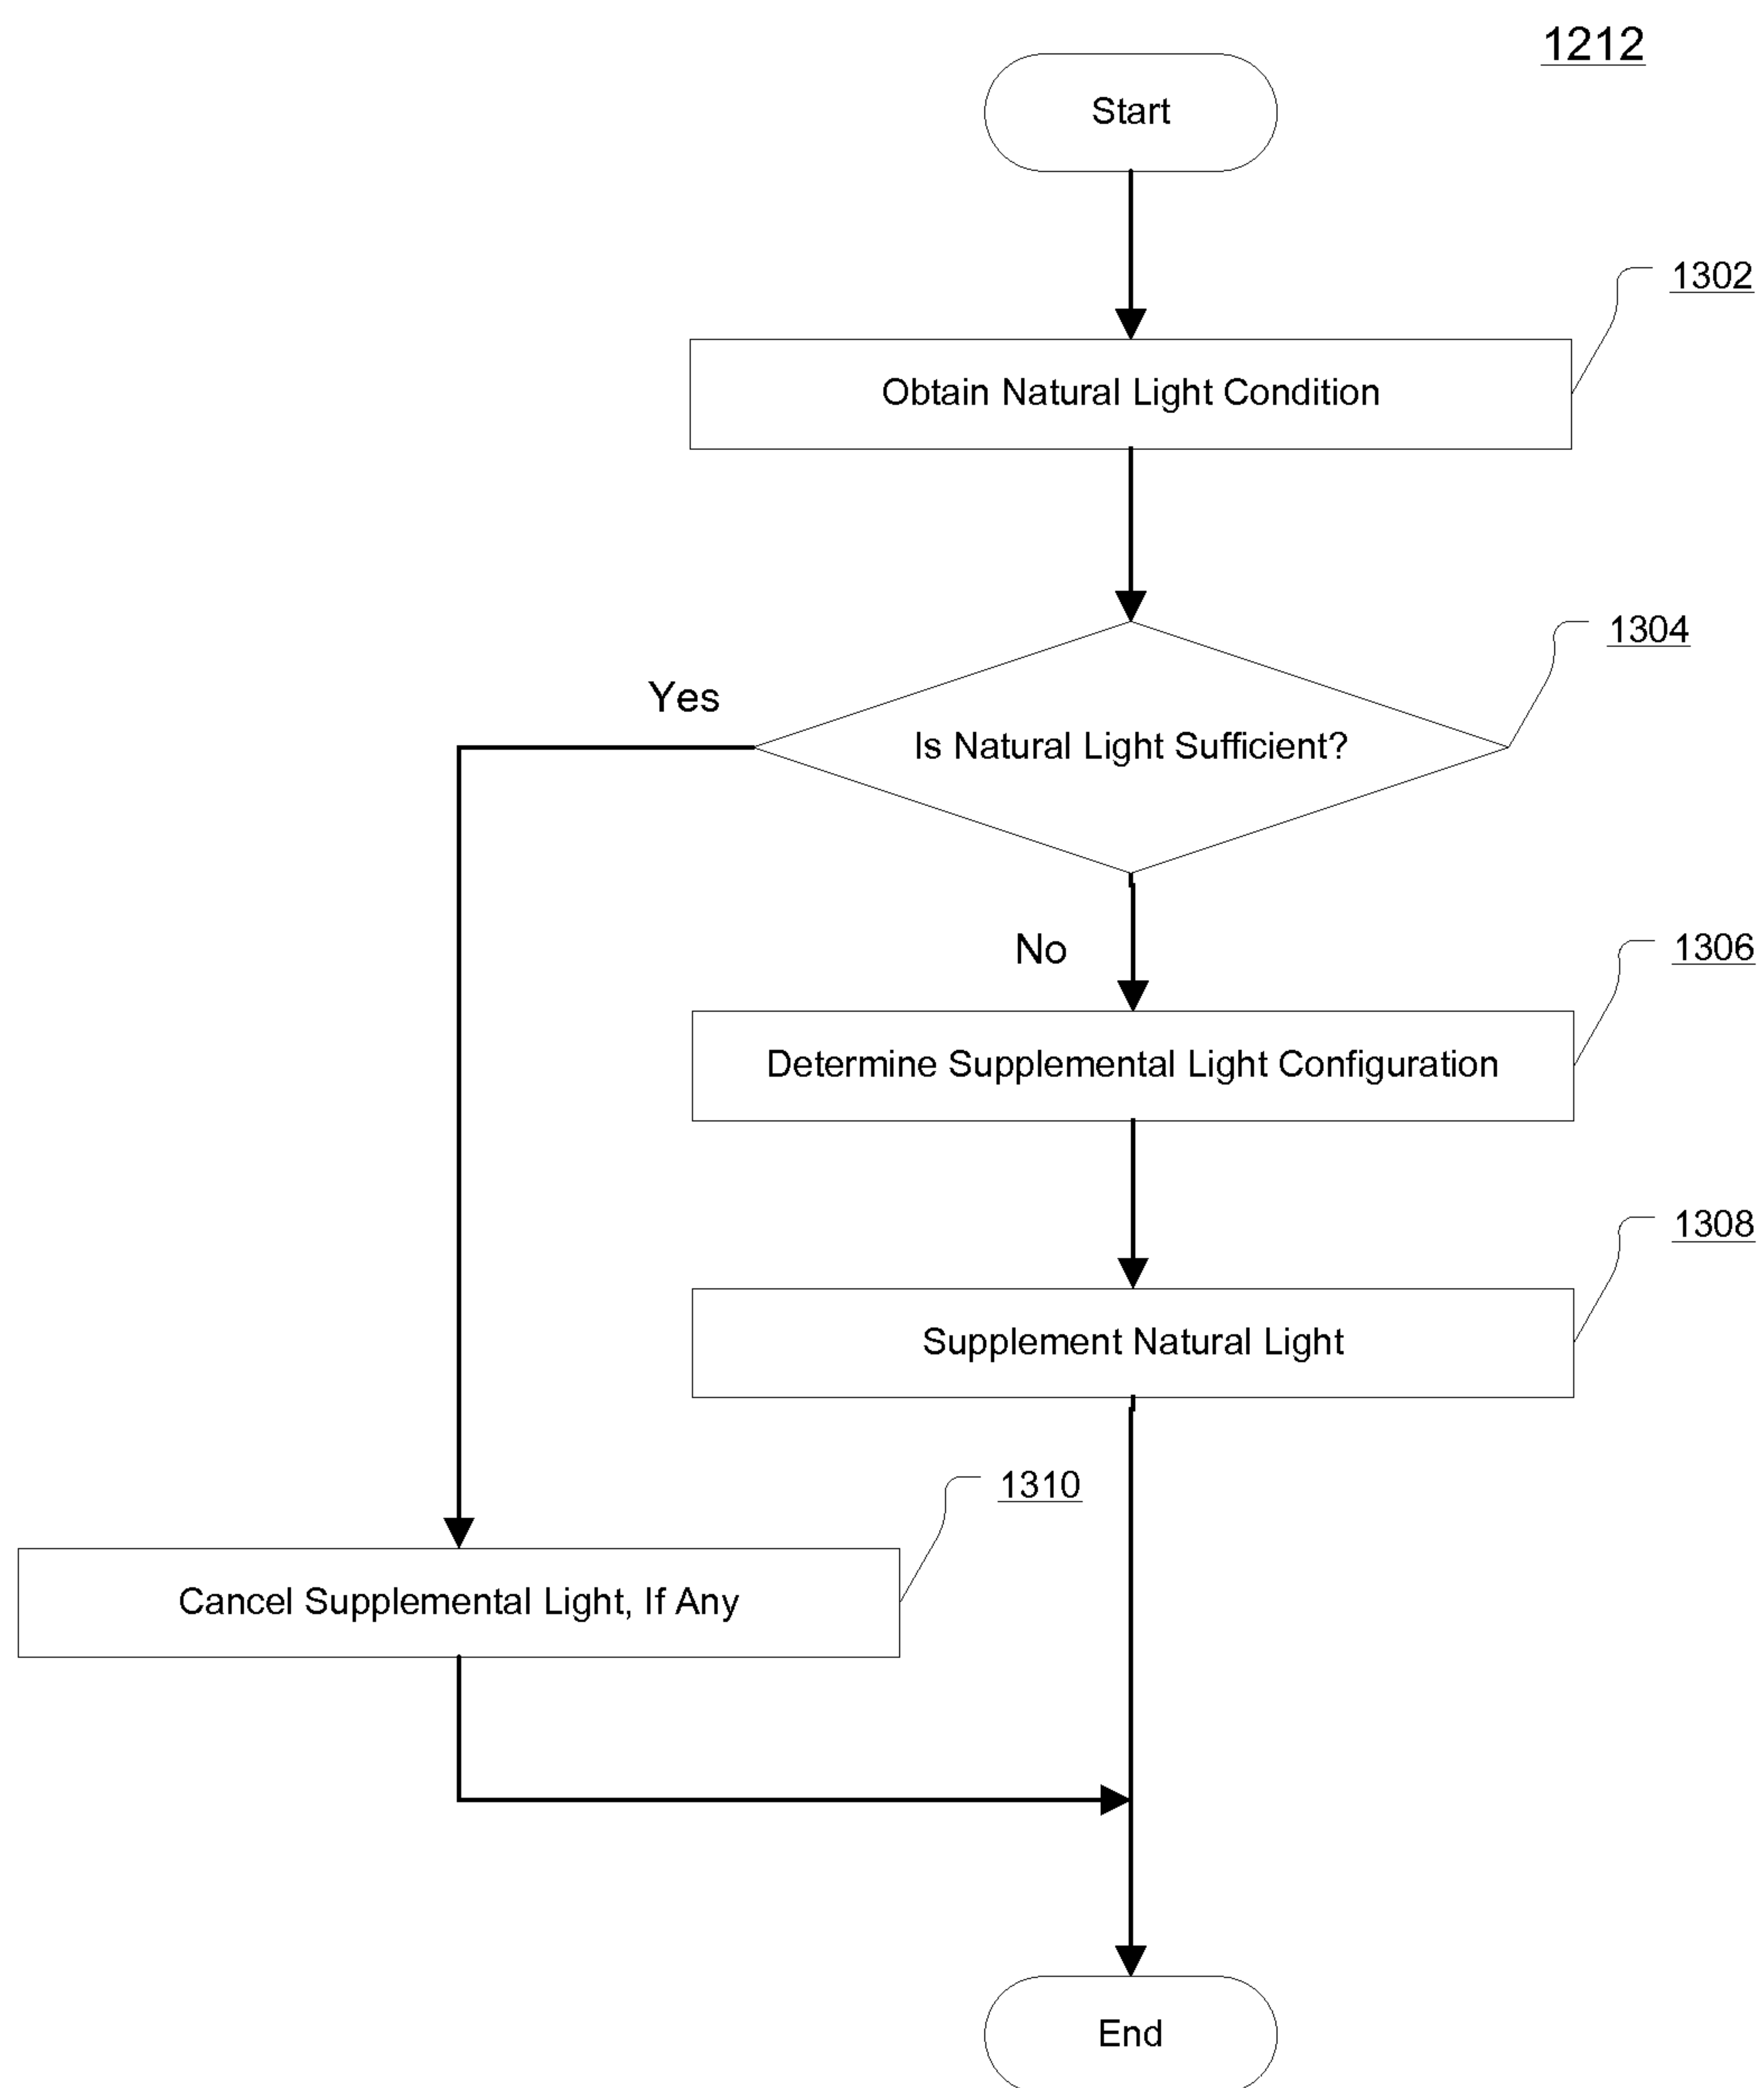 1212
Start
1302
Obtain Natural Light Condition
1304
Yes
Is Natural Light Sufficient?
No
1306
Determine Supplemental Light Configuration
1308
Supplement Natural Light
1310
Cancel Supplemental Light, If Any
End